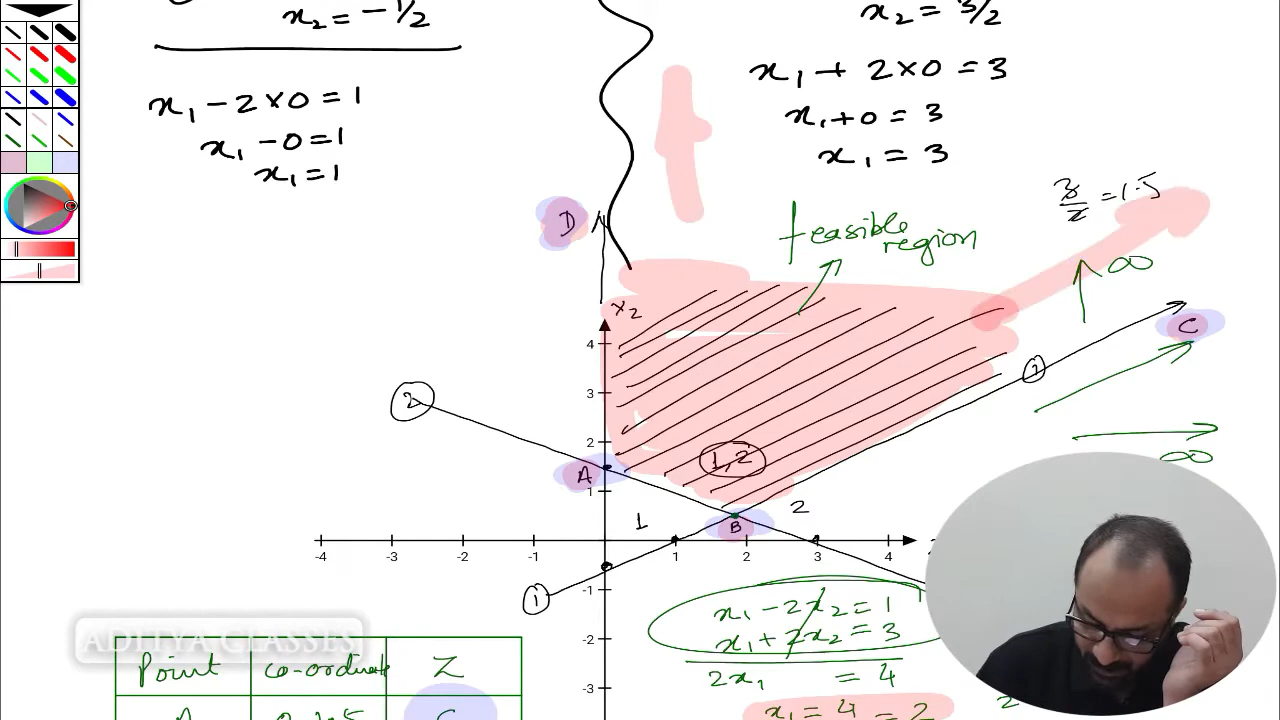 x₂ = -1/2
x₁ - 2×0 = 1
x₁ - 0 = 1
x₁ = 1
x₂ = 3/2
x₁ + 2×0 = 3
x₁ + 0 = 3
x₁ = 3
D
feasible
region
3/2 = 1.5
∞
C
x₂
4
3
2
1
-1
-2
-3
-4 -3 -2 -1 1 2 3 4
2
1
A
B
1,2
1
2
1
∞
x₁ - 2x₂ = 1
x₁ + 2x₂ = 3
2x₁ = 4
x₁ = 4 = 2
ADITYA CLASSES
Point co-ordinate Z